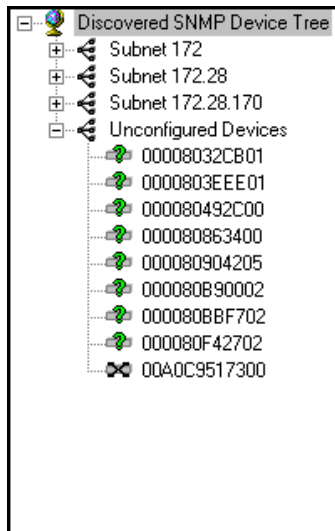 Discovered SNMP Device Tree
Subnet 172
Subnet 172.28
Subnet 172.28.170
Unconfigured Devices
00008032CB01
0000803EEE01
000080492C00
000080863400
000080904205
000080B90002
000080BBF702
000080F42702
00A0C9517300